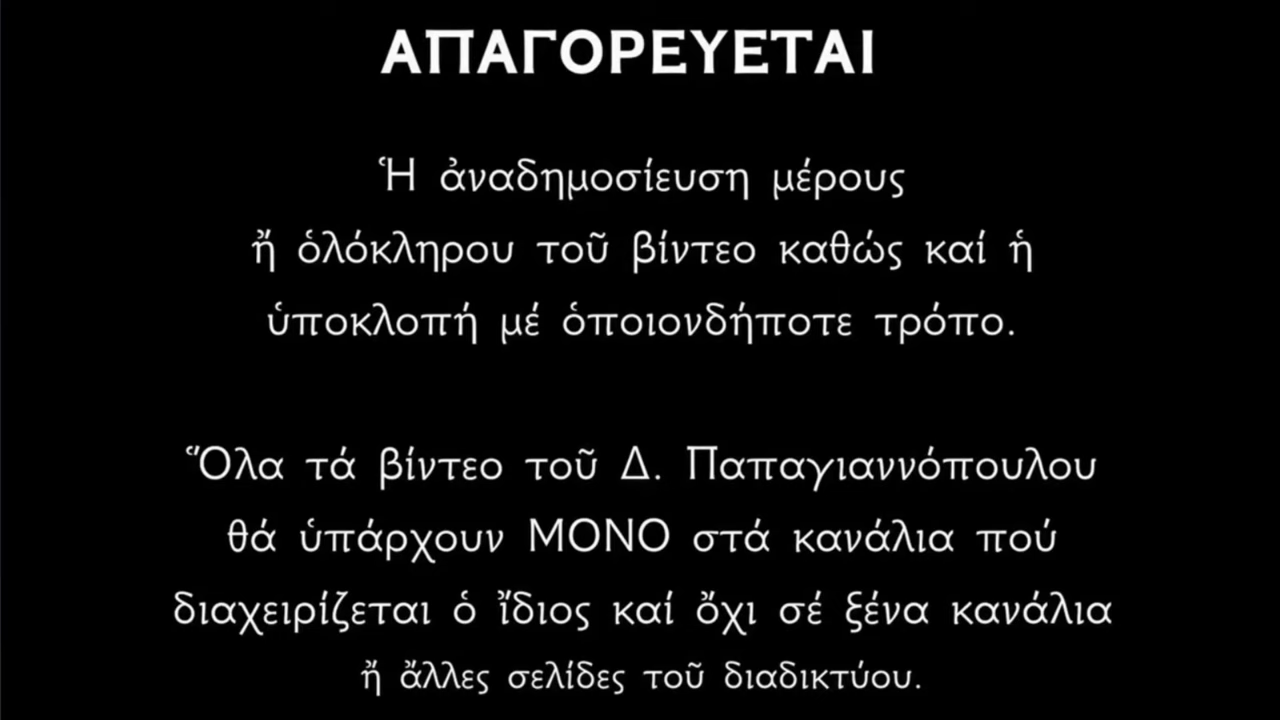 ΑΠΑΓΟΡΕΥΕΤΑΙ
Ἡ ἀναδημοσίευση μέρους
ἤ ὁλόκληρου τοῦ βίντεο καθώς καί ἡ
ὑποκλοπή μέ ὁποιονδήποτε τρόπο.
Ὅλα τά βίντεο τοῦ Δ. Παπαγιαννόπουλου
θά ὑπάρχουν ΜΟΝΟ στά κανάλια πού
διαχειρίζεται ὁ ἴδιος καί ὄχι σέ ξένα κανάλια
ἤ ἄλλες σελίδες τοῦ διαδικτύου.